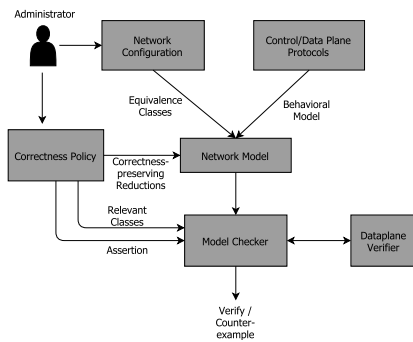 Administrator
Network
Configuration
Control/Data Plane
Protocols
Equivalence
Classes
Behavioral
Model
Correctness Policy
Correctness-
preserving
Reductions
Network Model
Relevant
Classes
Assertion
Model Checker
Dataplane
Verifier
Verify /
Counter-
example